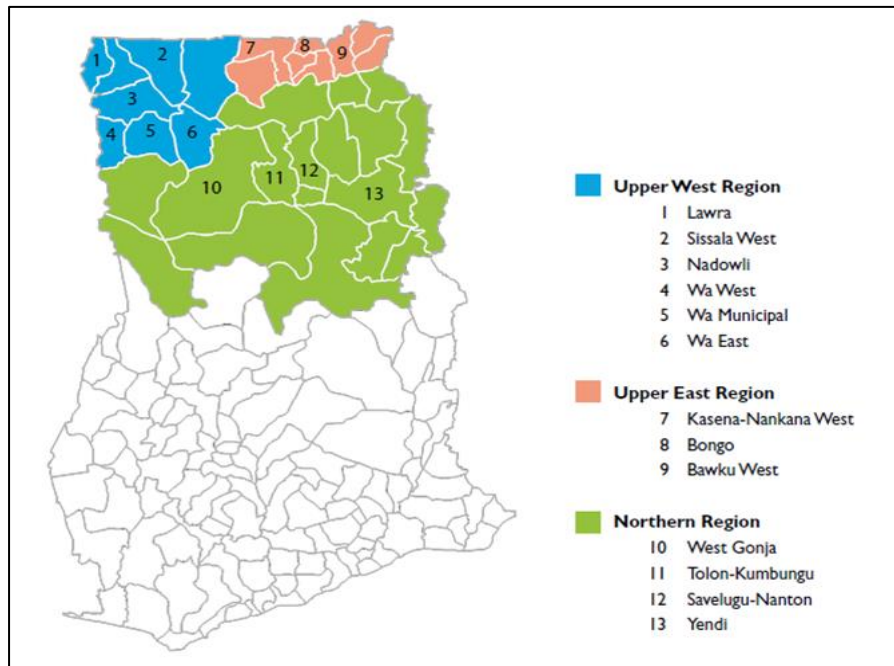 7
8
9
1
2
3
4
5
6
10
11
12
13
Upper West Region
1 Lawra
2 Sissala West
3 Nadowli
4 Wa West
5 Wa Municipal
6 Wa East
Upper East Region
7 Kasena-Nankana West
8 Bongo
9 Bawku West
Northern Region
10 West Gonja
11 Tolon-Kumbungu
12 Savelugu-Nanton
13 Yendi